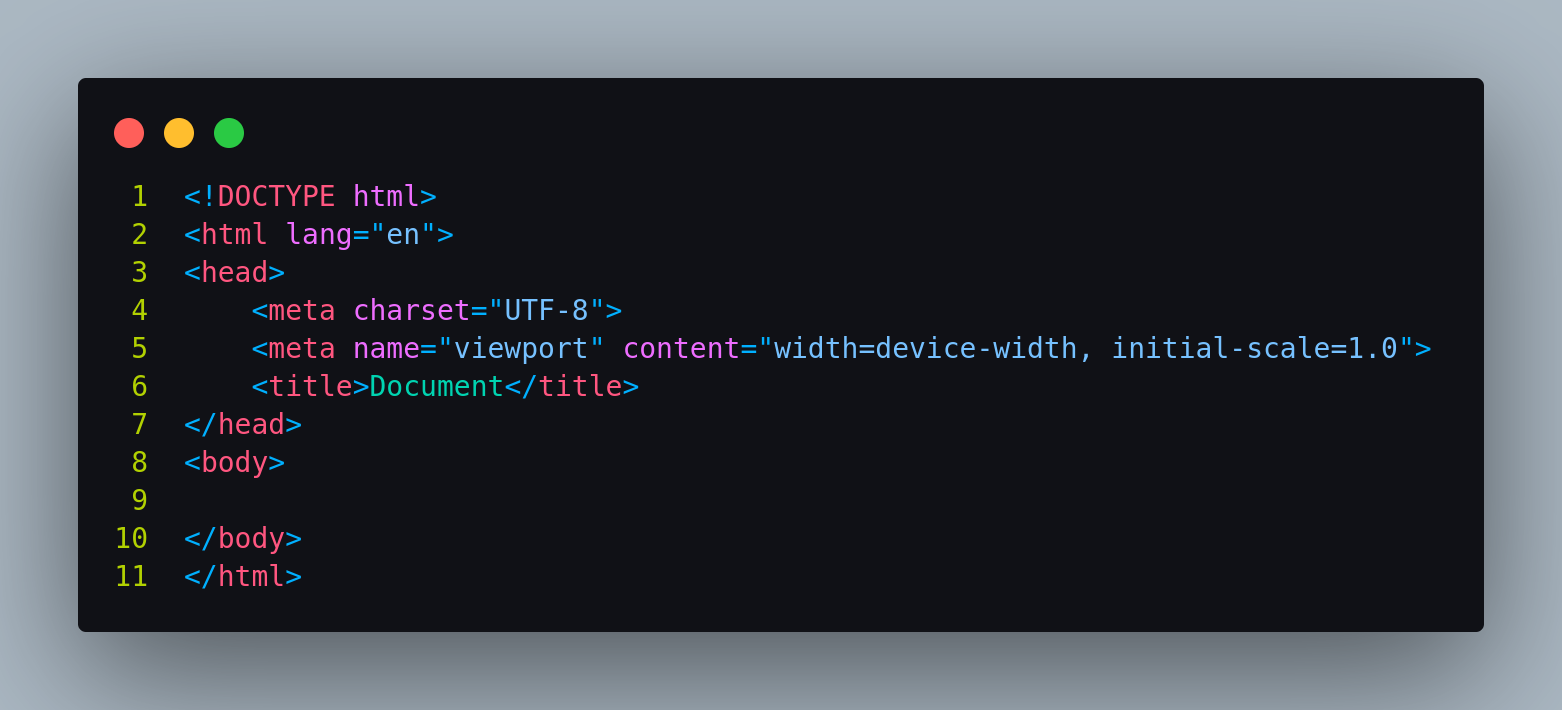 1 <!DOCTYPE html>
2 <html lang="en">
3 <head>
4     <meta charset="UTF-8">
5     <meta name="viewport" content="width=device-width, initial-scale=1.0">
6     <title>Document</title>
7 </head>
8 <body>
9
10 </body>
11 </html>